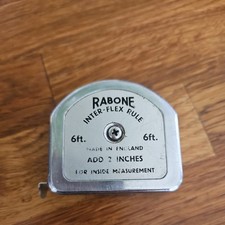 RABONE
INTER-FLEX RULE
6ft. 6ft.
MADE IN ENGLAND
ADD 2 INCHES
FOR INSIDE MEASUREMENT